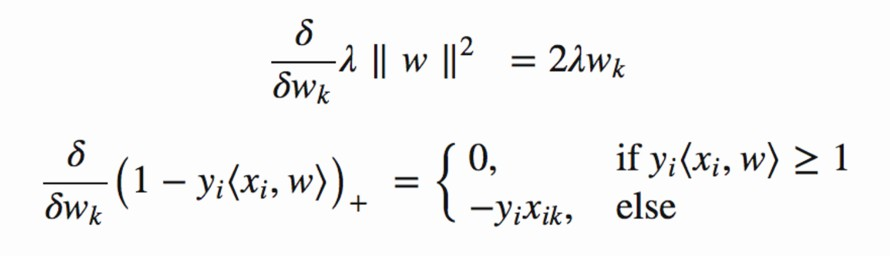 δ/δw_k λ ‖ w ‖² = 2λw_k
δ/δw_k (1 − y_i⟨x_i, w⟩)_+ = { 0, if y_i⟨x_i, w⟩ ≥ 1
−y_i x_ik, else